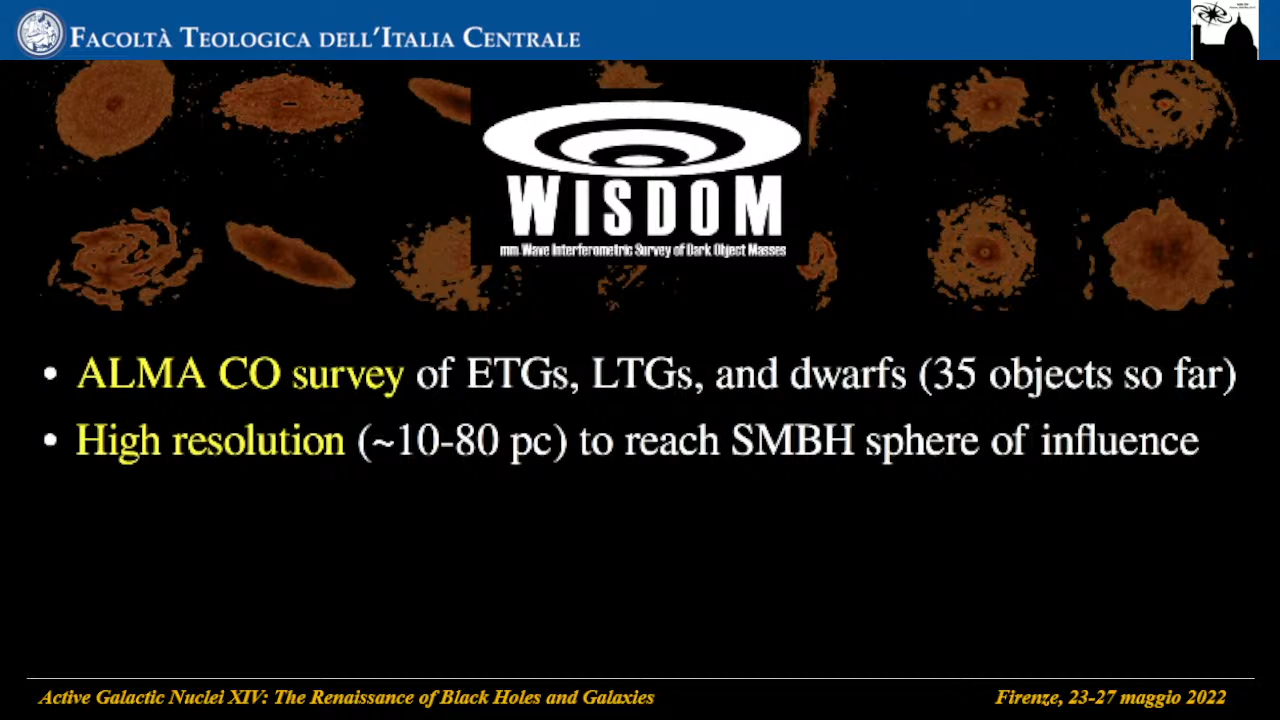 FACOLTÀ TEOLOGICA DELL'ITALIA CENTRALE
WISDOM
mm Wave Interferometric Survey of Dark Object Masses
• ALMA CO survey of ETGs, LTGs, and dwarfs (35 objects so far)
• High resolution (~10-80 pc) to reach SMBH sphere of influence
Active Galactic Nuclei XIV: The Renaissance of Black Holes and Galaxies
Firenze, 23-27 maggio 2022